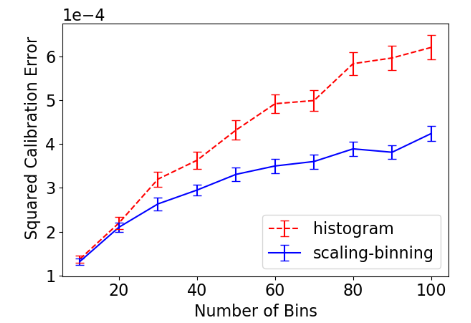 1e−4
6
5
4
3
2
1
Squared Calibration Error
20 40 60 80 100
Number of Bins
histogram
scaling-binning